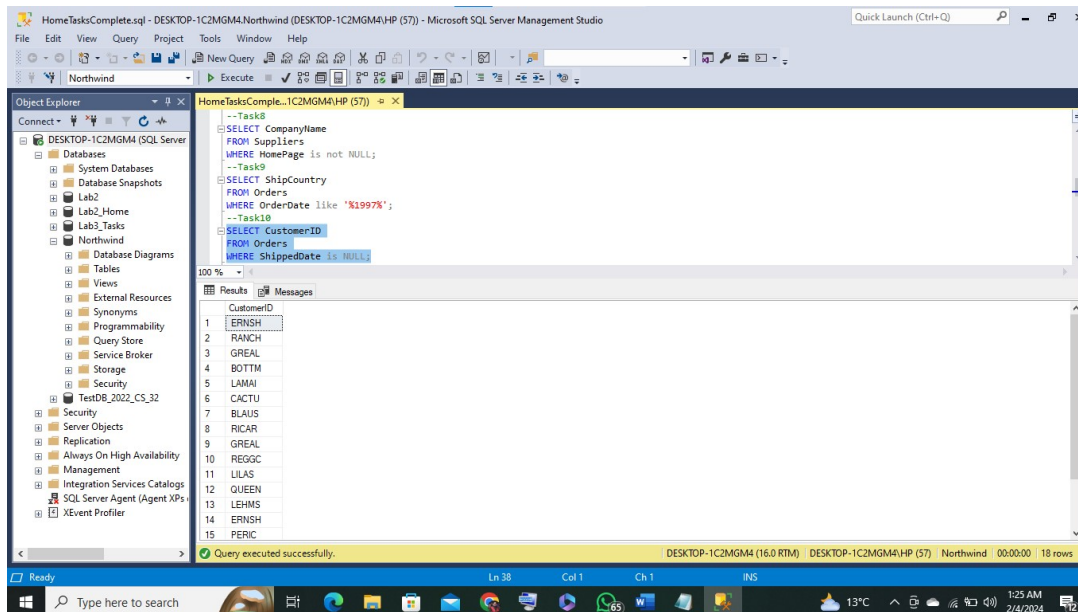 HomeTasksComplete.sql - DESKTOP-1C2MGM4.Northwind (DESKTOP-1C2MGM4\HP (57)) - Microsoft SQL Server Management Studio
Quick Launch (Ctrl+Q)
File Edit View Query Project Tools Window Help
New Query
Northwind
Execute
Object Explorer
HomeTasksComple...1C2MGM4\HP (57))
Connect
DESKTOP-1C2MGM4 (SQL Server
Databases
System Databases
Database Snapshots
Lab2
Lab2_Home
Lab3_Tasks
Northwind
Database Diagrams
Tables
Views
External Resources
Synonyms
Programmability
Query Store
Service Broker
Storage
Security
TestDB_2022_CS_32
Security
Server Objects
Replication
Always On High Availability
Management
Integration Services Catalogs
SQL Server Agent (Agent XPs
XEvent Profiler
--Task8
SELECT CompanyName
FROM Suppliers
WHERE HomePage is not NULL;
--Task9
SELECT ShipCountry
FROM Orders
WHERE OrderDate like '%1997%';
--Task10
SELECT CustomerID
FROM Orders
WHERE ShippedDate is NULL;
100 %
Results Messages
CustomerID
1 ERNSH
2 RANCH
3 GREAL
4 BOTTM
5 LAMAI
6 CACTU
7 BLAUS
8 RICAR
9 GREAL
10 REGGC
11 LILAS
12 QUEEN
13 LEHMS
14 ERNSH
15 PERIC
Query executed successfully.
DESKTOP-1C2MGM4 (16.0 RTM) DESKTOP-1C2MGM4\HP (57) Northwind 00:00:00 18 rows
Ready Ln 38 Col 1 Ch 1 INS
Type here to search
65
13°C
1:25 AM
2/4/2024